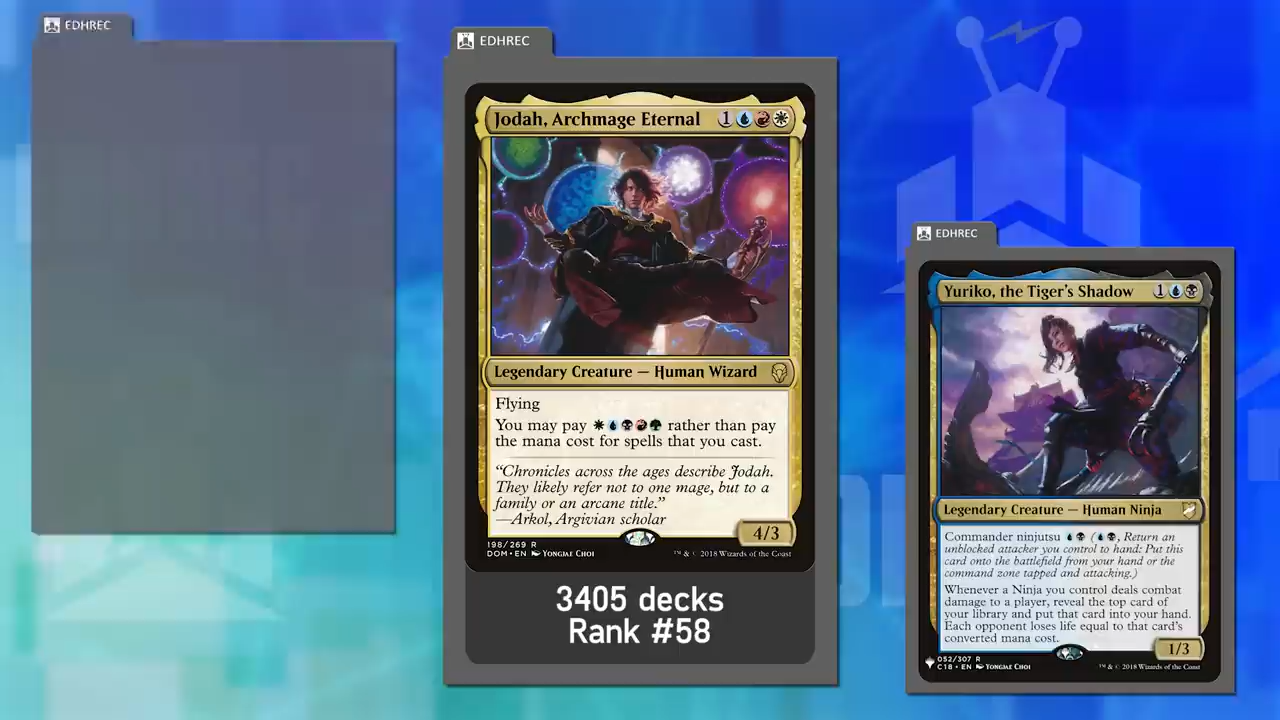 EDHREC
EDHREC
Jodah, Archmage Eternal 1
Legendary Creature — Human Wizard
Flying
You may pay rather than pay
the mana cost for spells that you cast.
“Chronicles across the ages describe Jodah.
They likely refer not to one mage, but to a
family or an arcane title.”
—Arkol, Argivian scholar
4/3
198/269 R
DOM • EN Yongjae Choi
™ & © 2018 Wizards of the Coast
3405 decks
Rank #58
EDHREC
Yuriko, the Tiger's Shadow 1
Legendary Creature — Human Ninja
Commander ninjutsu ( , Return an
unblocked attacker you control to hand: Put this
card onto the battlefield from your hand or the
command zone tapped and attacking.)
Whenever a Ninja you control deals combat
damage to a player, reveal the top card of
your library and put that card into your hand.
Each opponent loses life equal to that card's
converted mana cost.
1/3
052/307 R
C18 • EN Yongjae Choi
™ & © 2018 Wizards of the Coast